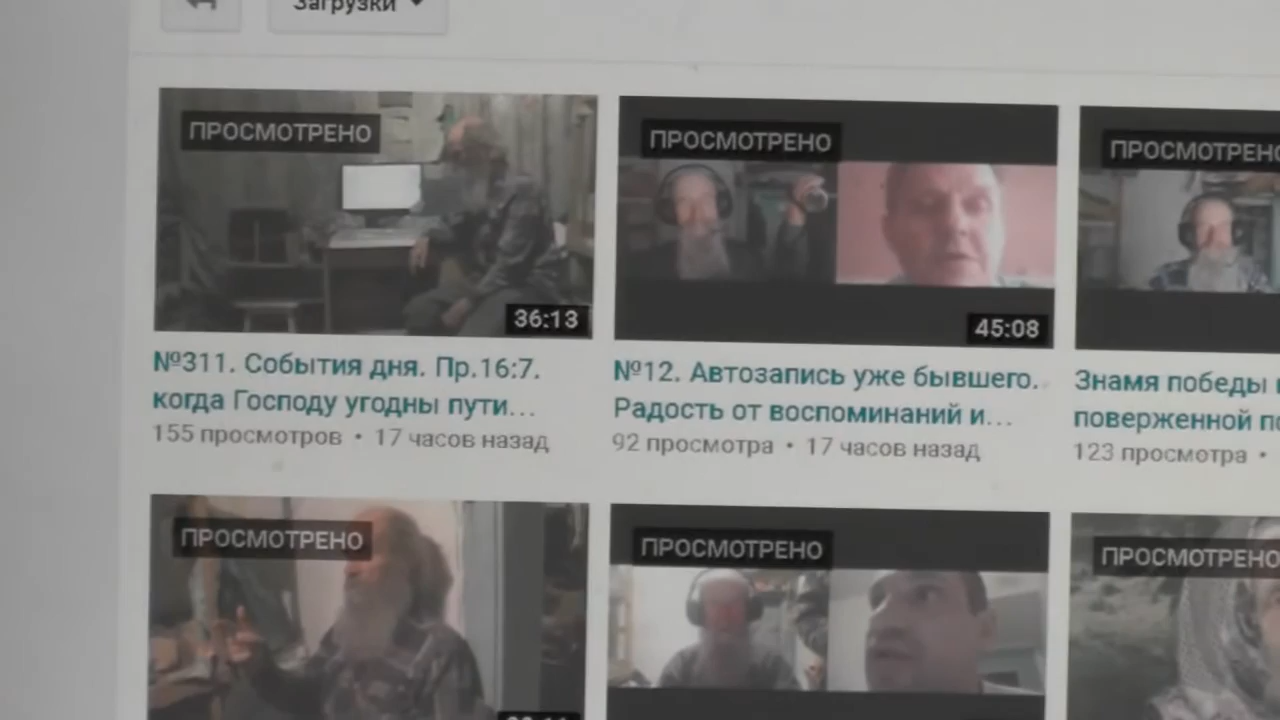 Загрузки
ПРОСМОТРЕНО
36:13
№311. События дня. Пр.16:7.
когда Господу угодны пути...
155 просмотров • 17 часов назад
ПРОСМОТРЕНО
45:08
№12. Автозапись уже бывшего.
Радость от воспоминаний и...
92 просмотра • 17 часов назад
ПРОСМОТРЕНО
Знамя победы
поверженной
123 просмотра •
ПРОСМОТРЕНО
ПРОСМОТРЕНО
ПРОСМОТРЕНО